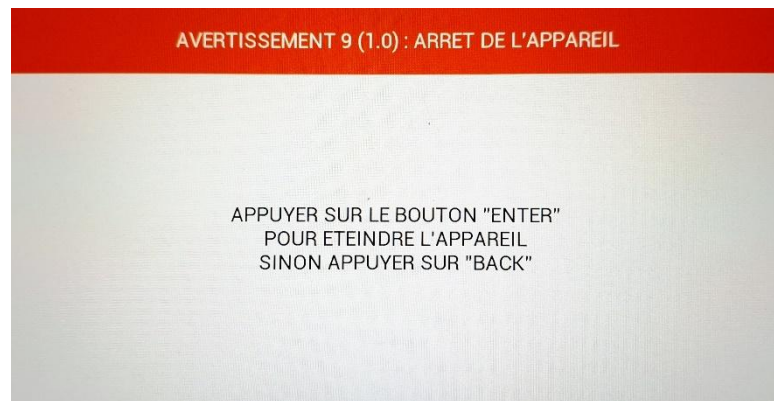 AVERTISSEMENT 9 (1.0) : ARRET DE L'APPAREIL
APPUYER SUR LE BOUTON "ENTER"
POUR ETEINDRE L'APPAREIL
SINON APPUYER SUR "BACK"